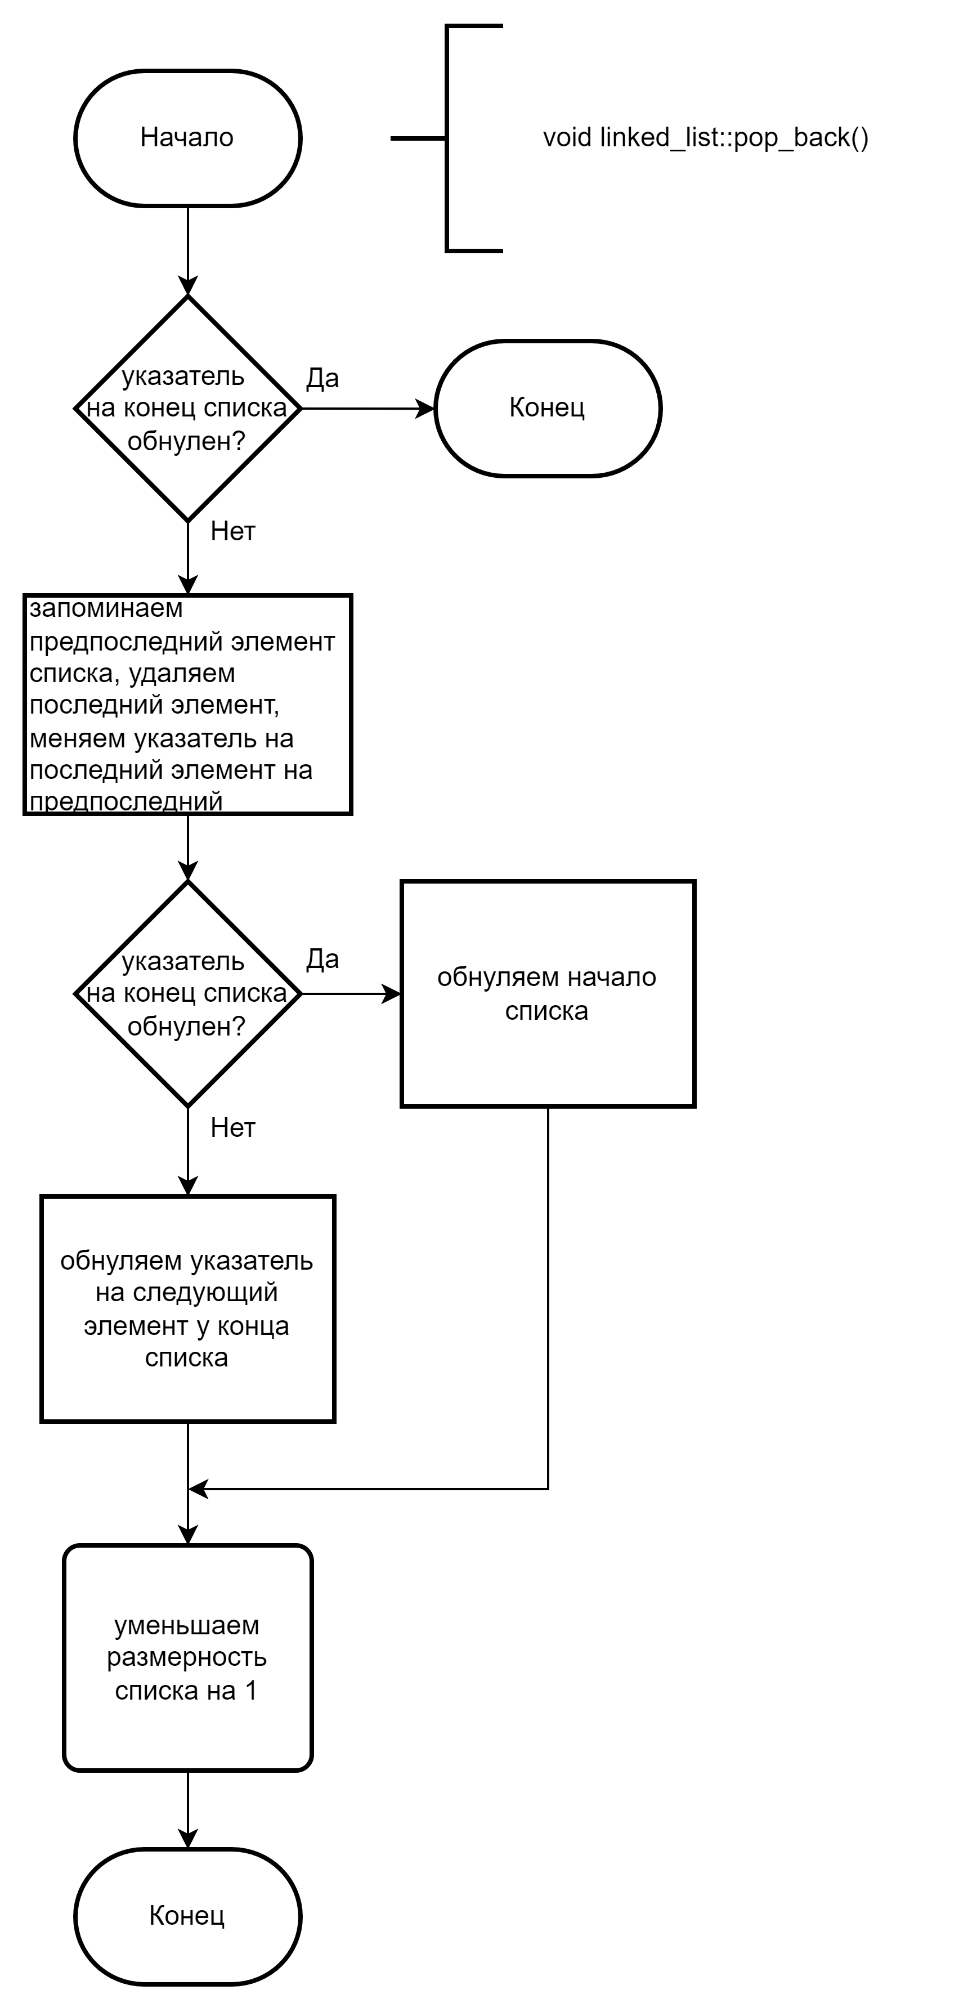 Начало
void linked_list::pop_back()
указатель
на конец списка
обнулен?
Да
Конец
Нет
запоминаем
предпоследний элемент
списка, удаляем
последний элемент,
меняем указатель на
последний элемент на
предпоследний
указатель
на конец списка
обнулен?
Да
обнуляем начало
списка
Нет
обнуляем указатель
на следующий
элемент у конца
списка
уменьшаем
размерность
списка на 1
Конец